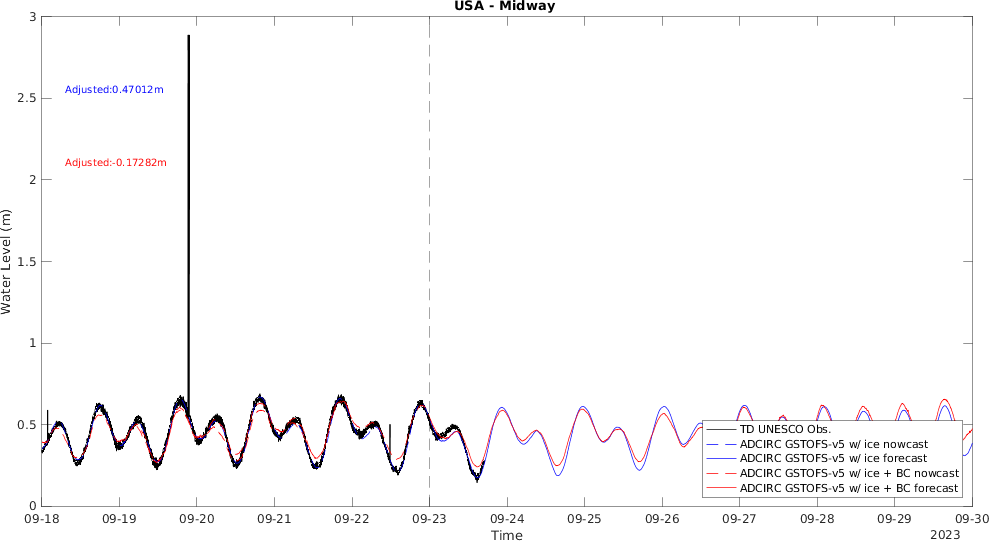 USA - Midway
3
2.5
2
1.5
1
0.5
0
Water Level (m)
Adjusted:0.47012m
Adjusted:-0.17282m
TD UNESCO Obs.
ADCIRC GSTOFS-v5 w/ ice nowcast
ADCIRC GSTOFS-v5 w/ ice forecast
ADCIRC GSTOFS-v5 w/ ice + BC nowcast
ADCIRC GSTOFS-v5 w/ ice + BC forecast
09-18 09-19 09-20 09-21 09-22 09-23 09-24 09-25 09-26 09-27 09-28 09-29 09-30
Time
2023